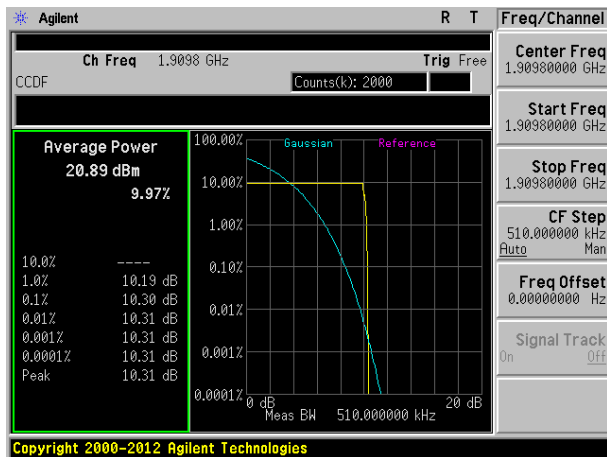 Agilent R T
Ch Freq 1.9098 GHz Trig Free
CCDF Counts(k): 2000
Average Power
20.89 dBm
9.97%
10.0% ----
1.0% 10.19 dB
0.1% 10.30 dB
0.01% 10.31 dB
0.001% 10.31 dB
0.0001% 10.31 dB
Peak 10.31 dB
Gaussian Reference
100.00%
10.00%
1.00%
0.10%
0.01%
0.001%
0.0001%
0 dB 20 dB
Meas BW 510.000000 kHz
Freq/Channel
Center Freq
1.90980000 GHz
Start Freq
1.90980000 GHz
Stop Freq
1.90980000 GHz
CF Step
510.000000 kHz
Auto Man
Freq Offset
0.00000000 Hz
Signal Track
On Off
Copyright 2000-2012 Agilent Technologies